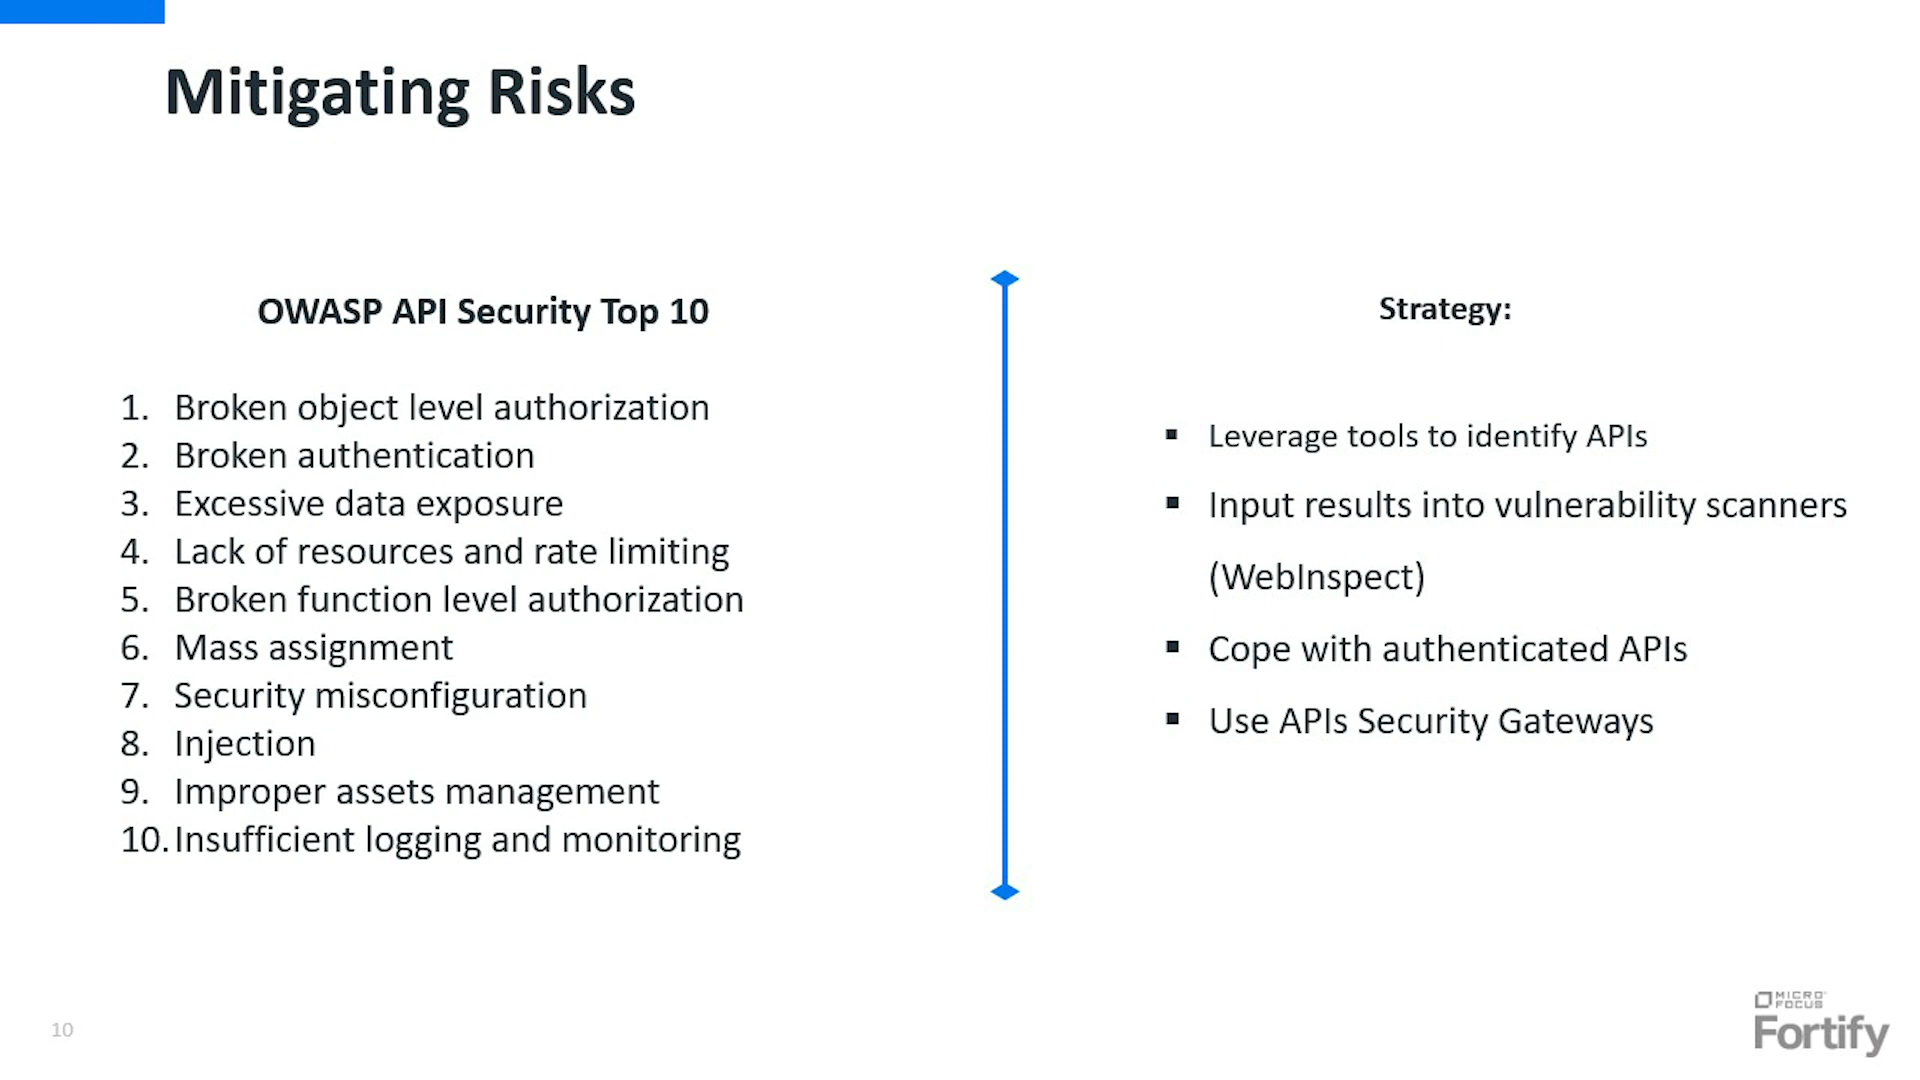 Mitigating Risks
OWASP API Security Top 10
1. Broken object level authorization
2. Broken authentication
3. Excessive data exposure
4. Lack of resources and rate limiting
5. Broken function level authorization
6. Mass assignment
7. Security misconfiguration
8. Injection
9. Improper assets management
10. Insufficient logging and monitoring
Strategy:
▪ Leverage tools to identify APIs
▪ Input results into vulnerability scanners
(WebInspect)
▪ Cope with authenticated APIs
▪ Use APIs Security Gateways
10
MICRO
FOCUS
Fortify